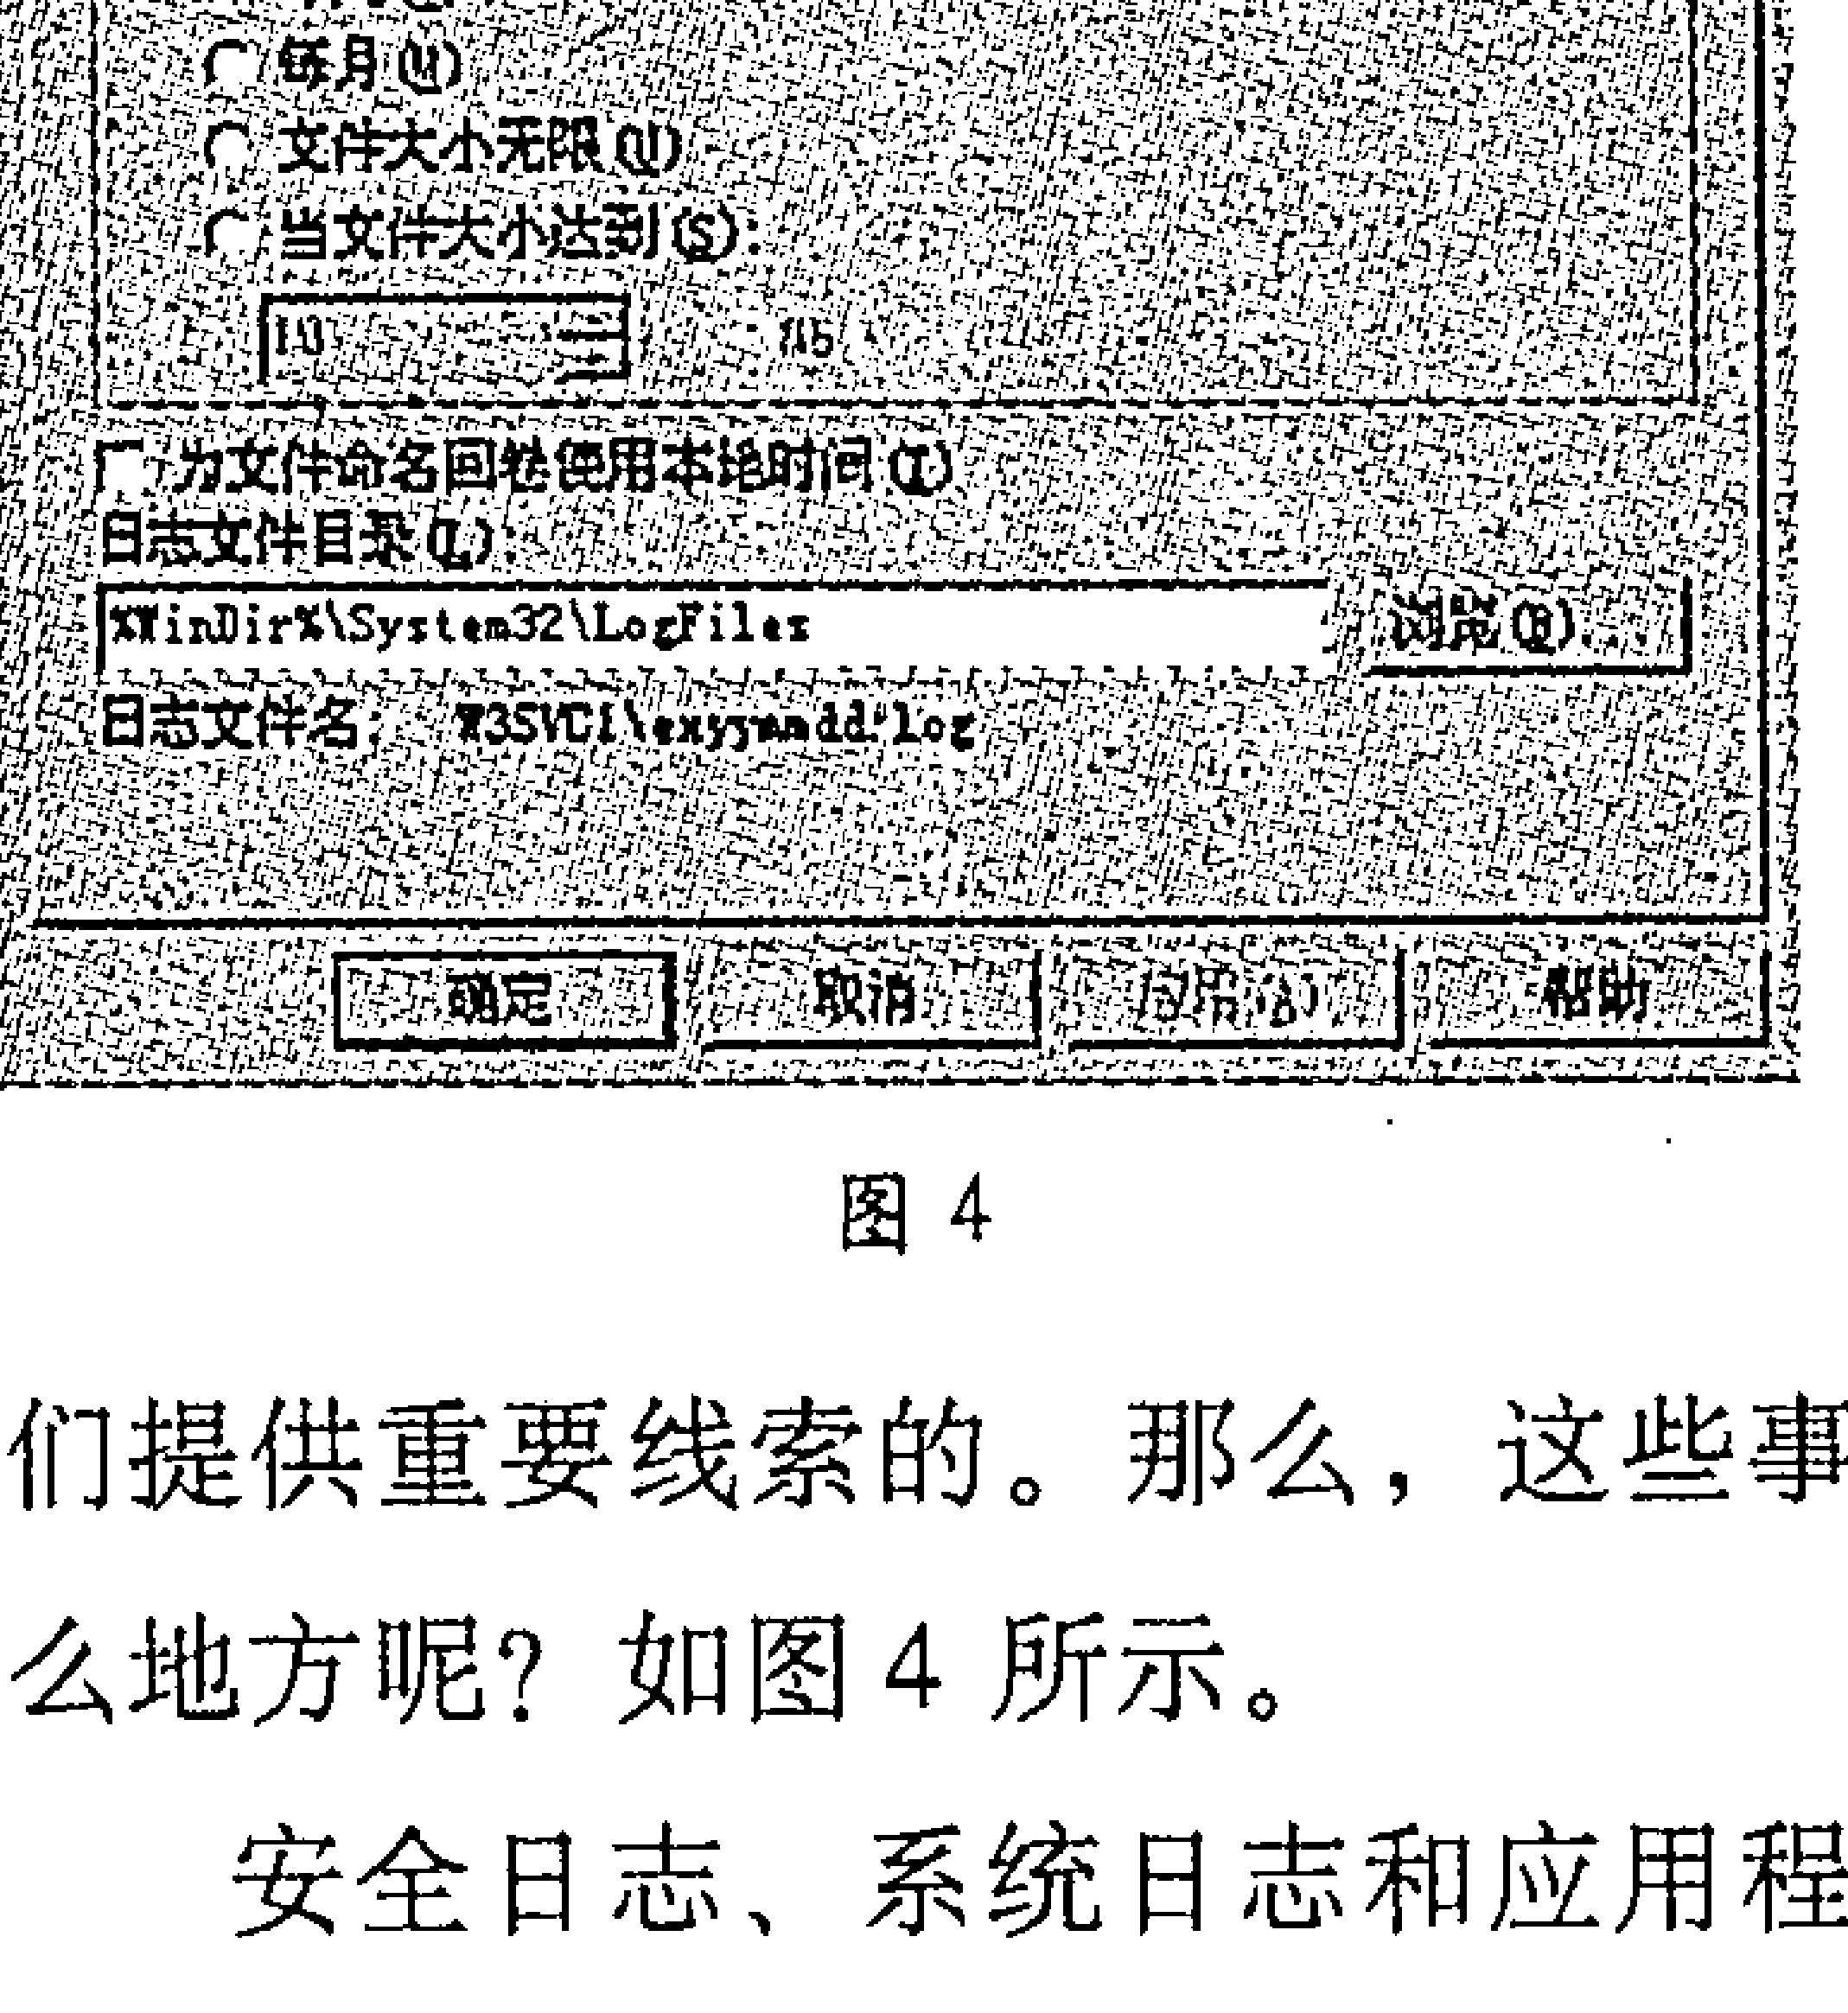 每月(M)
文件大小无限(U)
当文件大小达到(S):
10
为文件命名回卷使用本地时间(T)
日志文件目录(L):
%WinDir%\System32\LogFiles 浏览(B)...
日志文件名: W3SVC1\exyymmdd.log
确定 取消 应用(A) 帮助
图 4
们提供重要线索的。那么，这些事
么地方呢？如图 4 所示。
安全日志、系统日志和应用程